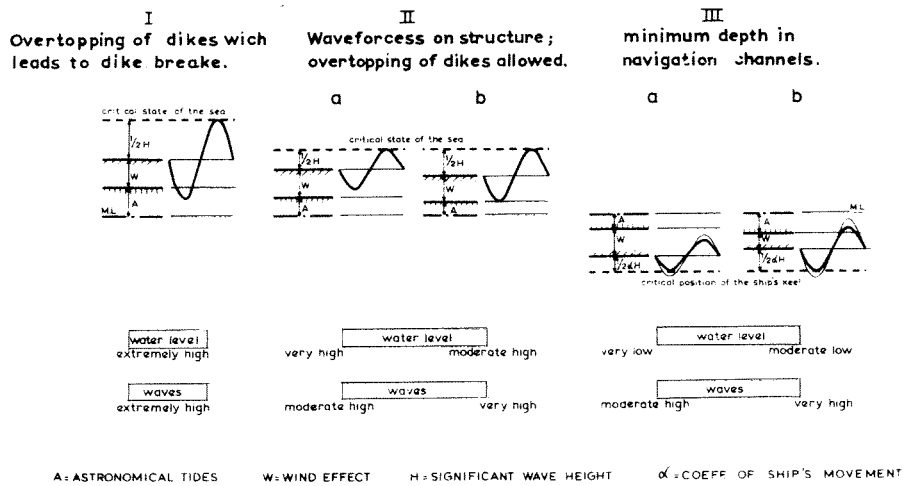 I
Overtopping of dikes wich
leads to dike breake.
II
Waveforcess on structure;
overtopping of dikes allowed.
III
minimum depth in
navigation channels.
a
b
a
b
critical state of the sea
1/2H
W
A
M.L
critical state of the sea
1/2H
W
A
1/2H
W
A
A
W
1/2αH
M.L
A
W
1/2αH
critical position of the ship's keel
water level
extremely high
water level
very high
moderate high
water level
very low
moderate low
waves
extremely high
waves
moderate high
very high
waves
moderate high
very high
A=ASTRONOMICAL TIDES
W=WIND EFFECT
H=SIGNIFICANT WAVE HEIGHT
α=COEFF OF SHIP'S MOVEMENT